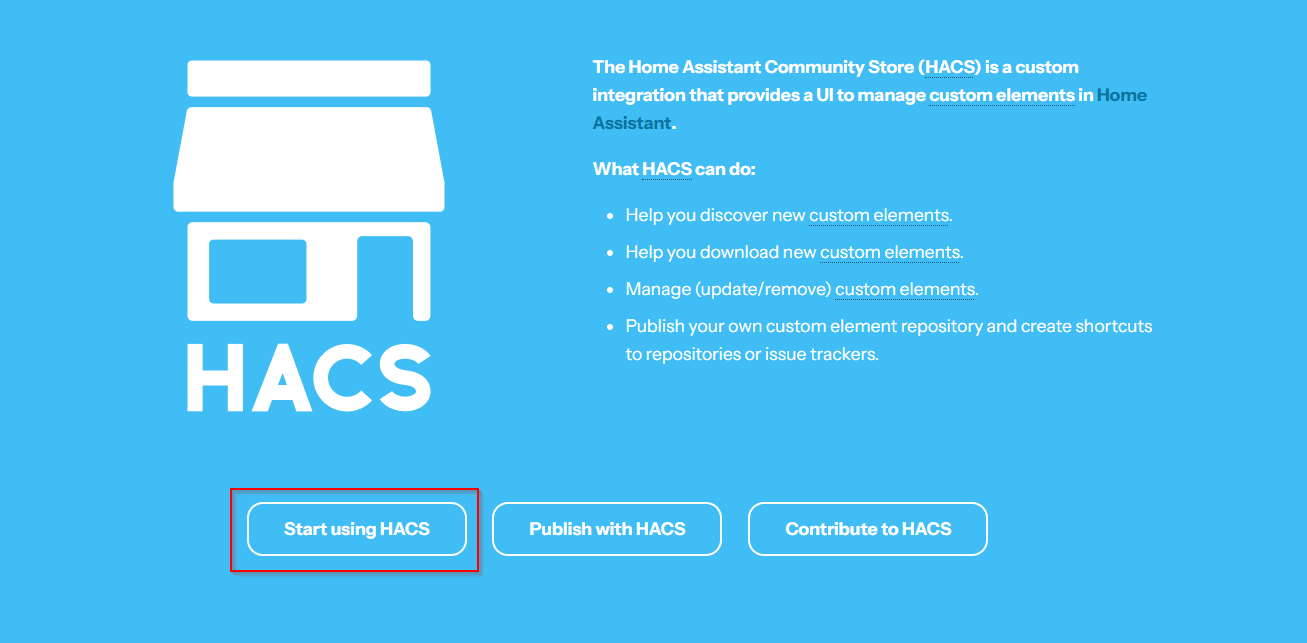 The Home Assistant Community Store (HACS) is a custom
integration that provides a UI to manage custom elements in Home
Assistant.
What HACS can do:
Help you discover new custom elements.
Help you download new custom elements.
Manage (update/remove) custom elements.
Publish your own custom element repository and create shortcuts
to repositories or issue trackers.
HACS
Start using HACS
Publish with HACS
Contribute to HACS